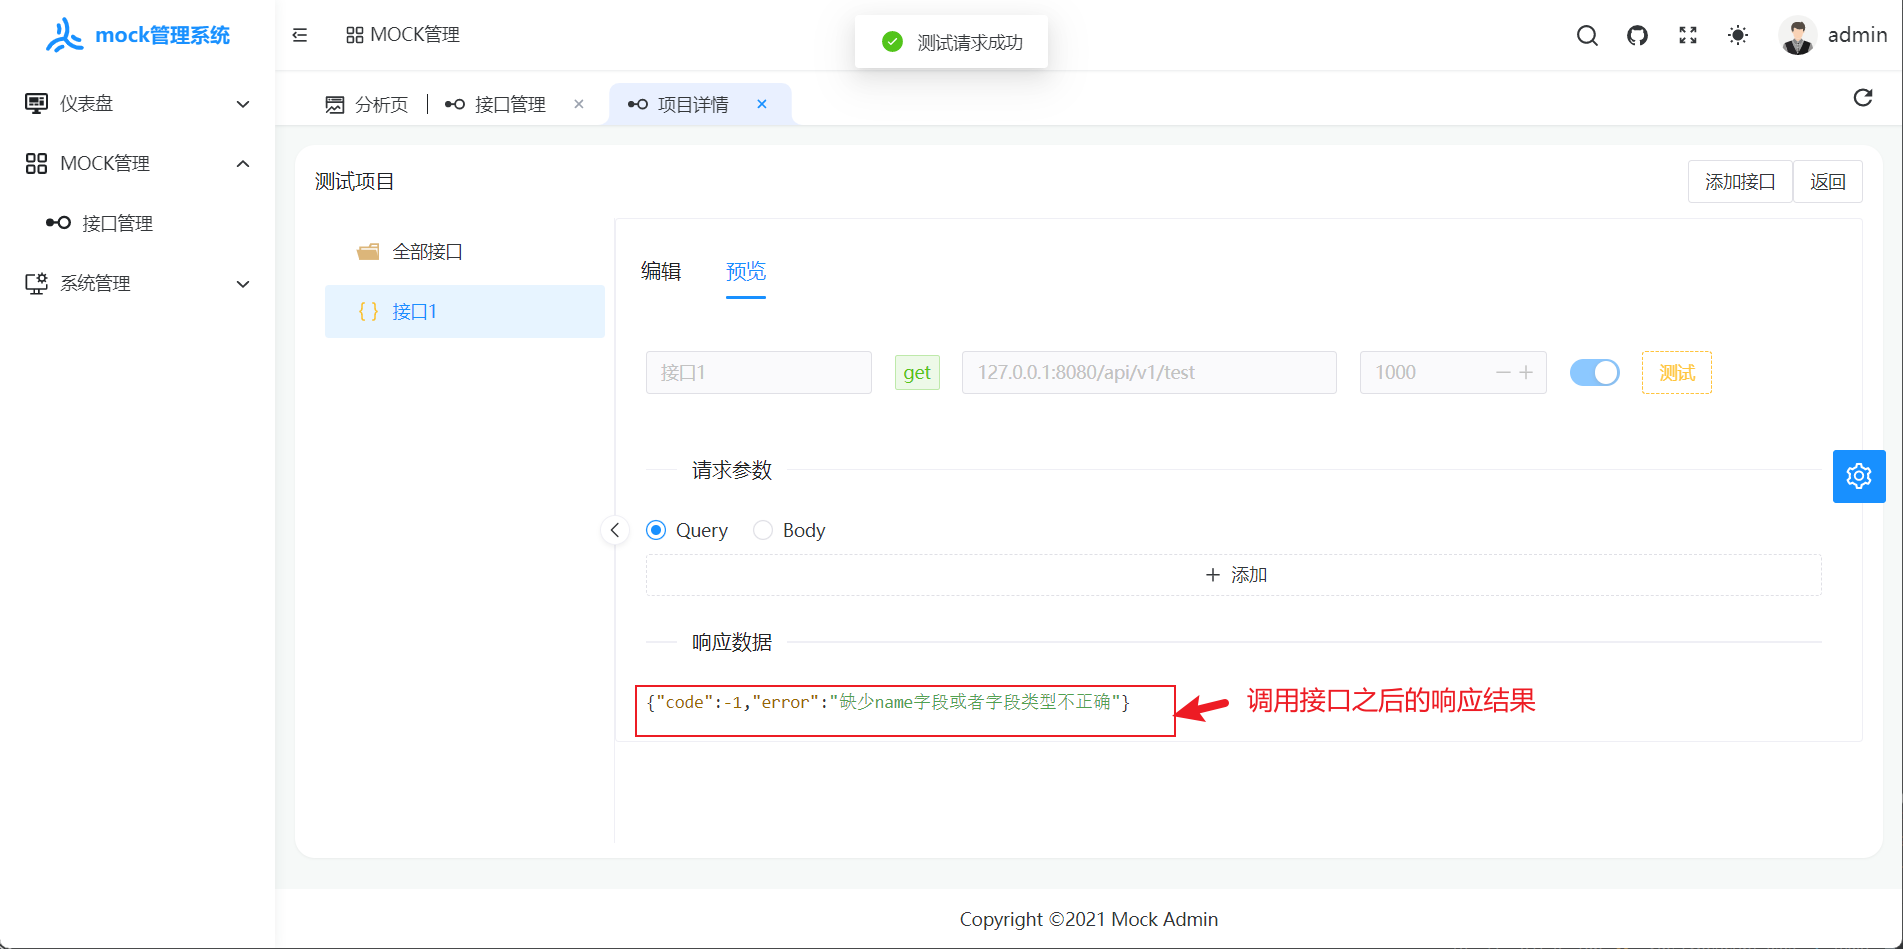 mock管理系统
MOCK管理
测试请求成功
admin
仪表盘
MOCK管理
接口管理
系统管理
分析页
接口管理
项目详情
测试项目
添加接口
返回
全部接口
接口1
编辑
预览
接口1
get
127.0.0.1:8080/api/v1/test
1000
测试
请求参数
Query
Body
添加
响应数据
{"code":-1,"error":"缺少name字段或者字段类型不正确"}
调用接口之后的响应结果
Copyright ©2021 Mock Admin